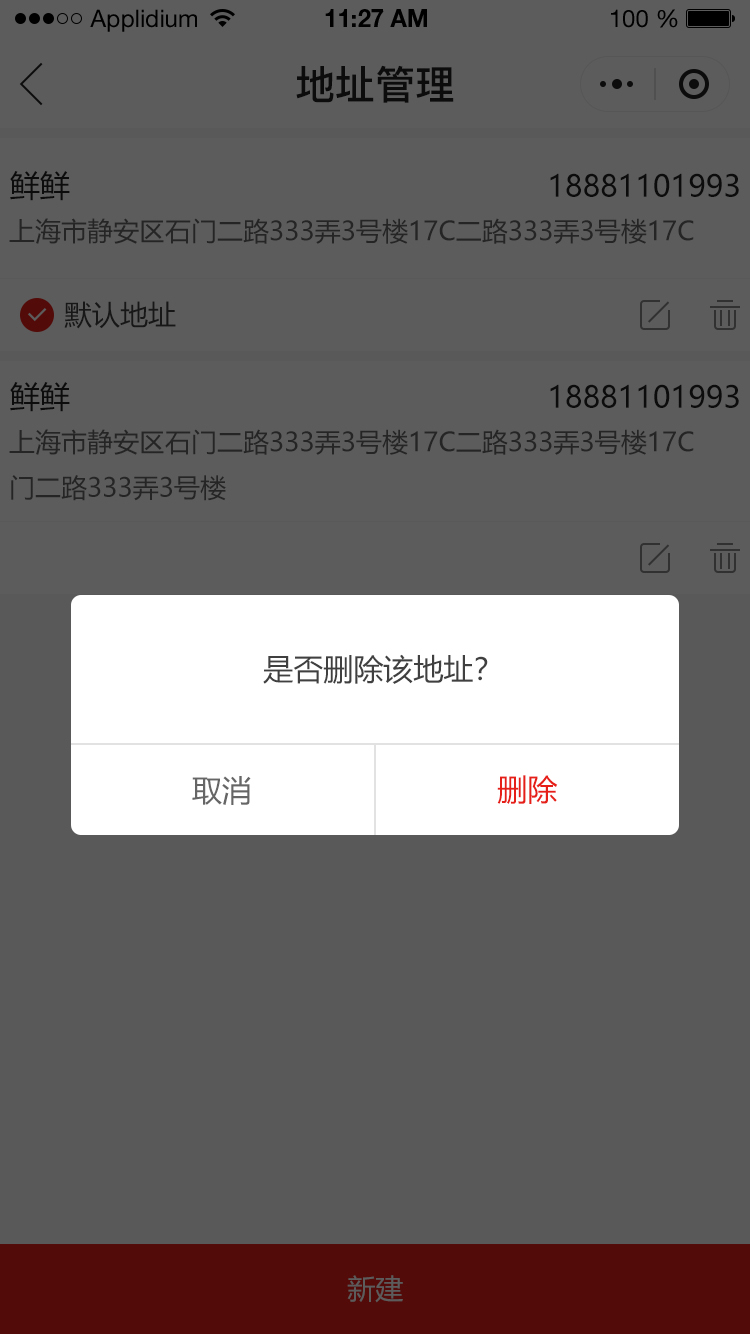 Applidium 11:27 AM 100 %
地址管理
鲜鲜 18881101993
上海市静安区石门二路333弄3号楼17C二路333弄3号楼17C
默认地址
鲜鲜 18881101993
上海市静安区石门二路333弄3号楼17C二路333弄3号楼17C
门二路333弄3号楼
是否删除该地址?
取消 删除
新建